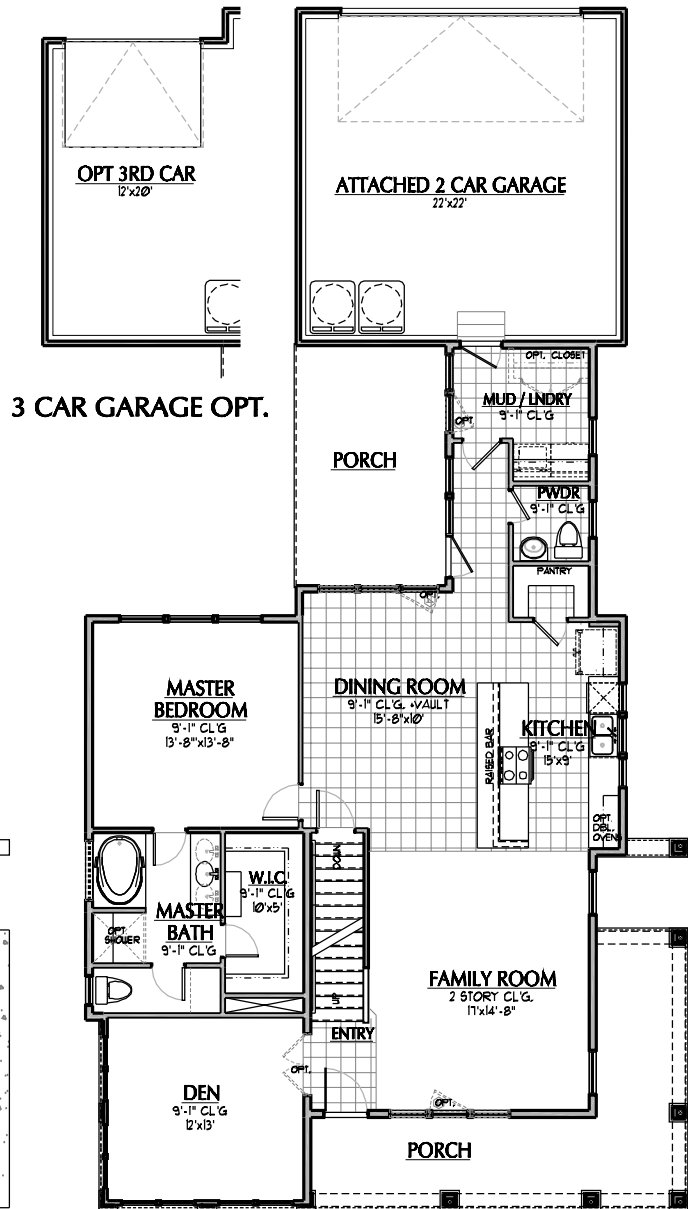 OPT 3RD CAR
12'x20'
ATTACHED 2 CAR GARAGE
22'x22'
3 CAR GARAGE OPT.
OPT. CLOSET
MUD / LNDRY
9'-1" CL'G
OPT.
PORCH
PWDR
9'-1" CL'G
PANTRY
OPT.
MASTER
BEDROOM
9'-1" CL'G
13'-8"x13'-8"
DINING ROOM
9'-1" CL'G. +VAULT
15'-8"x10'
RAISED BAR
KITCHEN
9'-1" CL'G
15'x9'
OPT.
DBL.
OVENS
DOWN
W.I.C.
9'-1" CL'G
10'x5'
MASTER
BATH
9'-1" CL'G
OPT.
SHOWER
FAMILY ROOM
2 STORY CL'G.
17'x14'-8"
UP
ENTRY
OPT.
DEN
9'-1" CL'G
12'x13'
OPT.
PORCH